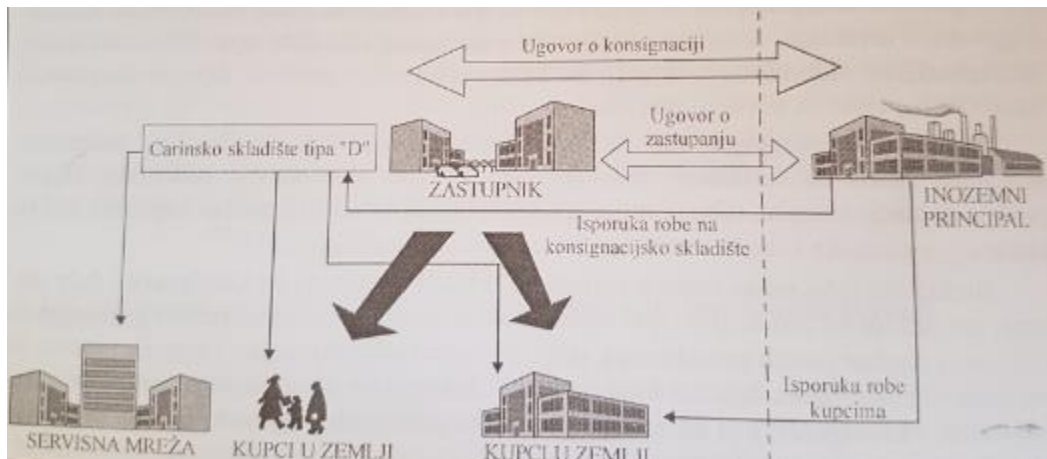 Ugovor o konsignaciji
Ugovor o
zastupanju
Carinsko skladište tipa "D"
ZASTUPNIK
INOZEMNI
PRINCIPAL
Isporuka robe na
konsignacijsko skladište
Isporuka robe
kupcima
SERVISNA MREŽA
KUPCI U ZEMLJI
KUPCI U ZEMLJI